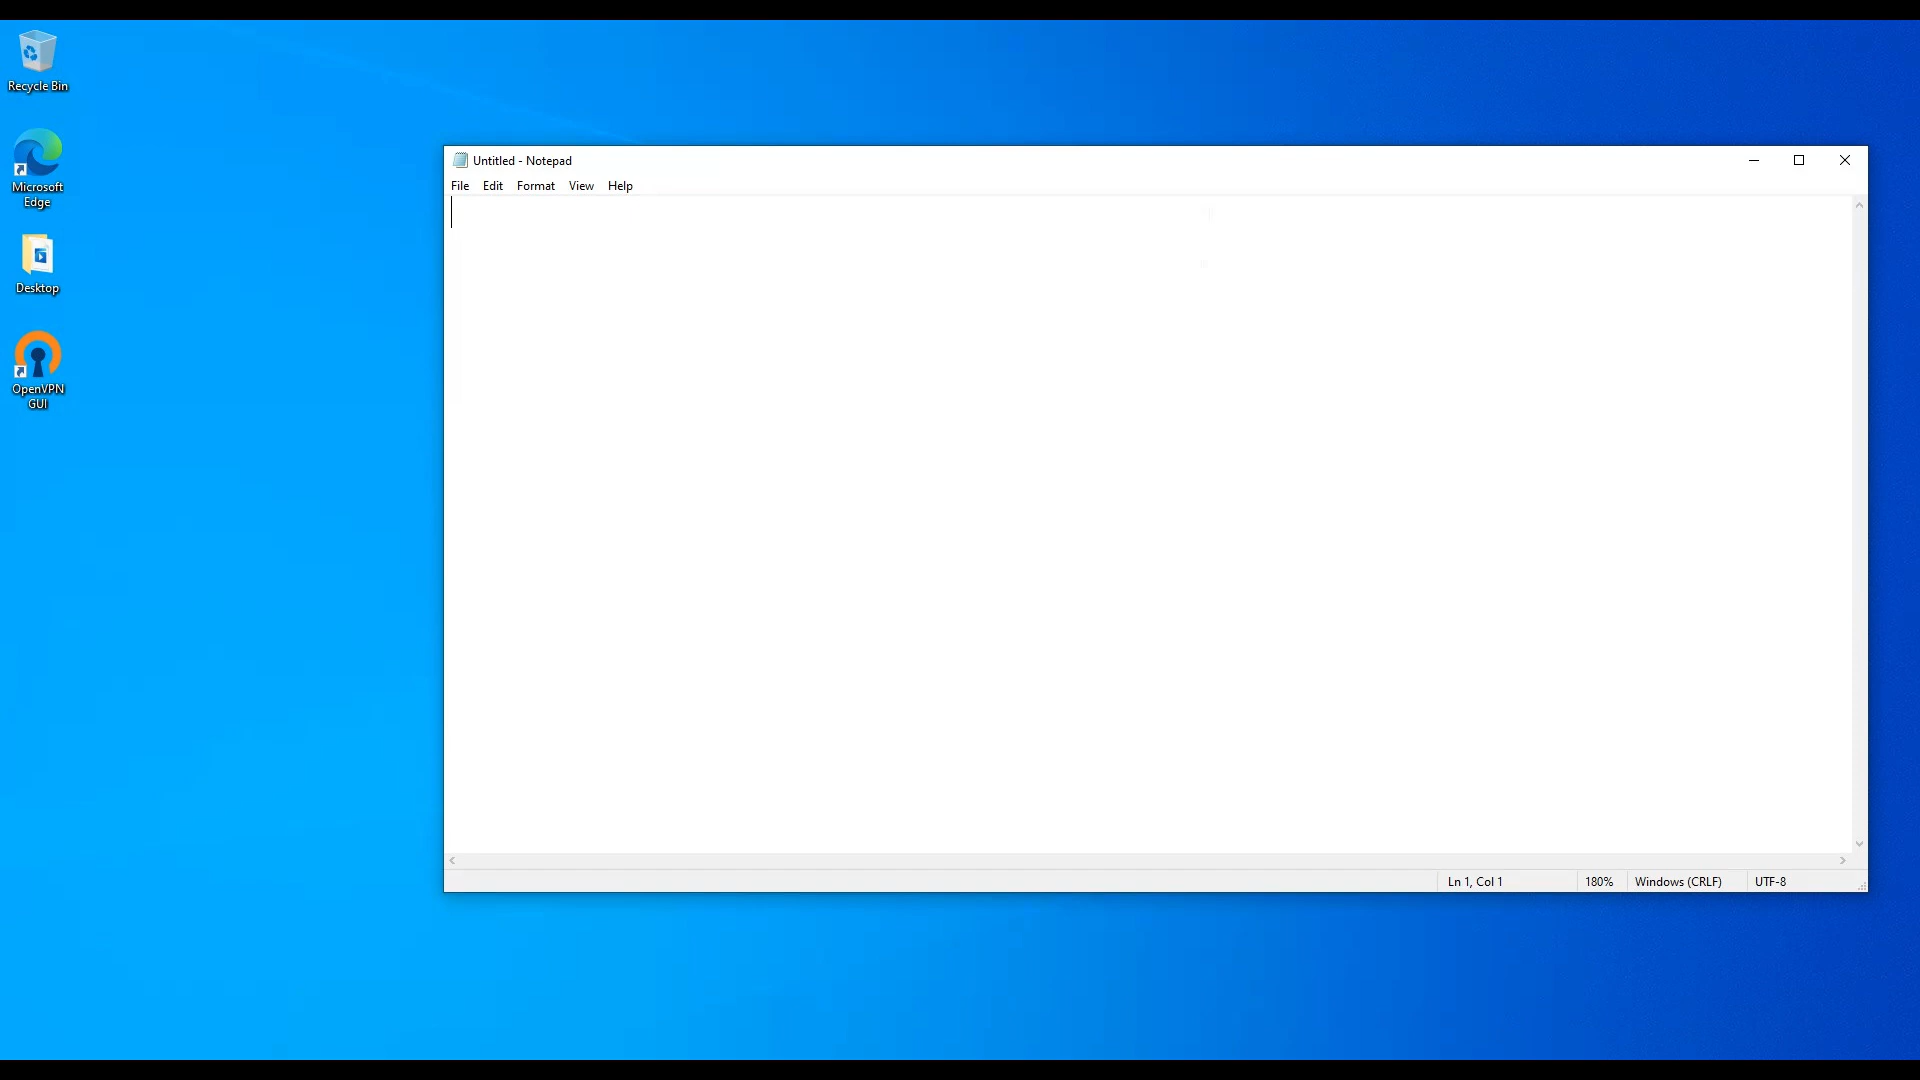 Recycle Bin
Microsoft
Edge
Desktop
OpenVPN
GUI
Untitled - Notepad
File Edit Format View Help
Ln 1, Col 1 180% Windows (CRLF) UTF-8